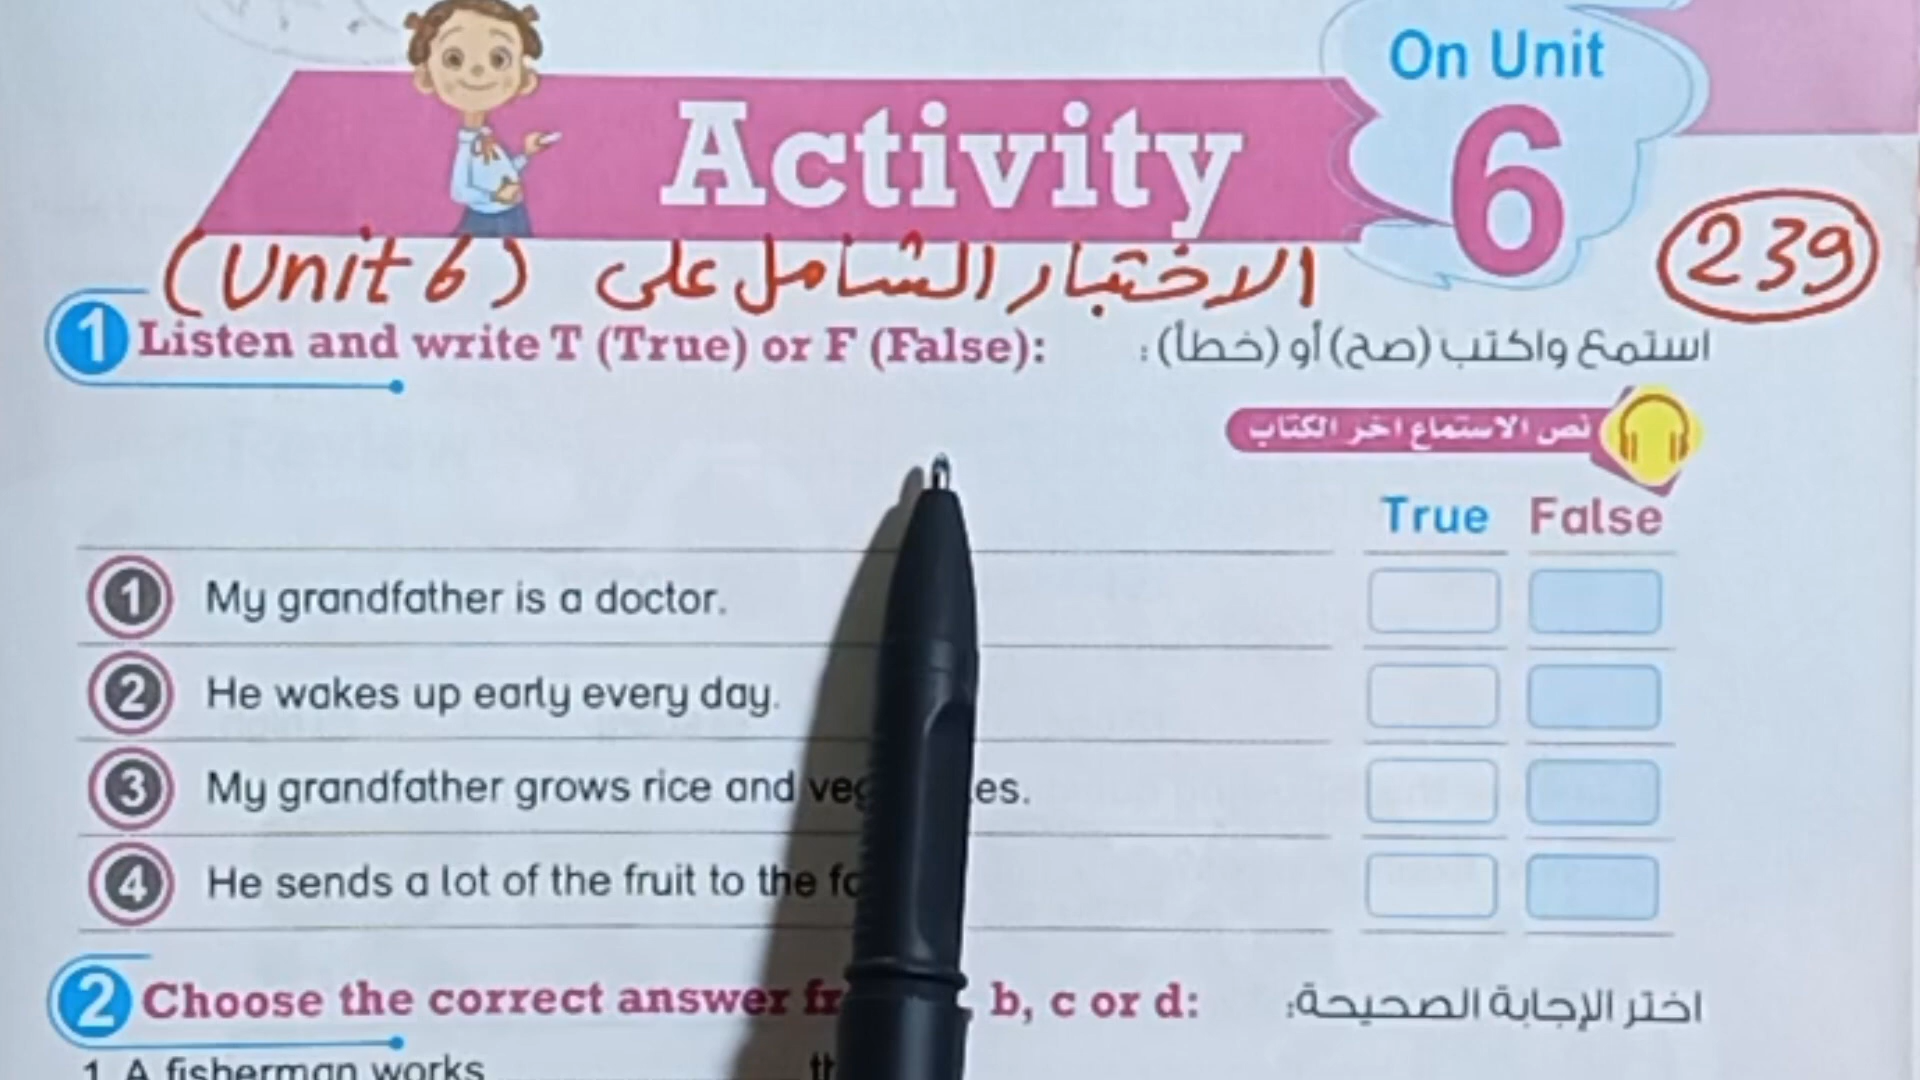 On Unit
6
Activity
(Unit 6) الاختبار الشامل على
239
1 Listen and write T (True) or F (False): استمع واكتب (صح) أو (خطأ):
نص الاستماع اخر الكتاب
True False
1 My grandfather is a doctor.
2 He wakes up early every day.
3 My grandfather grows rice and
4 He sends a lot of the fruit to the
2 Choose the correct answer b, c or d: اختر الإجابة الصحيحة:
1. A fisherman works